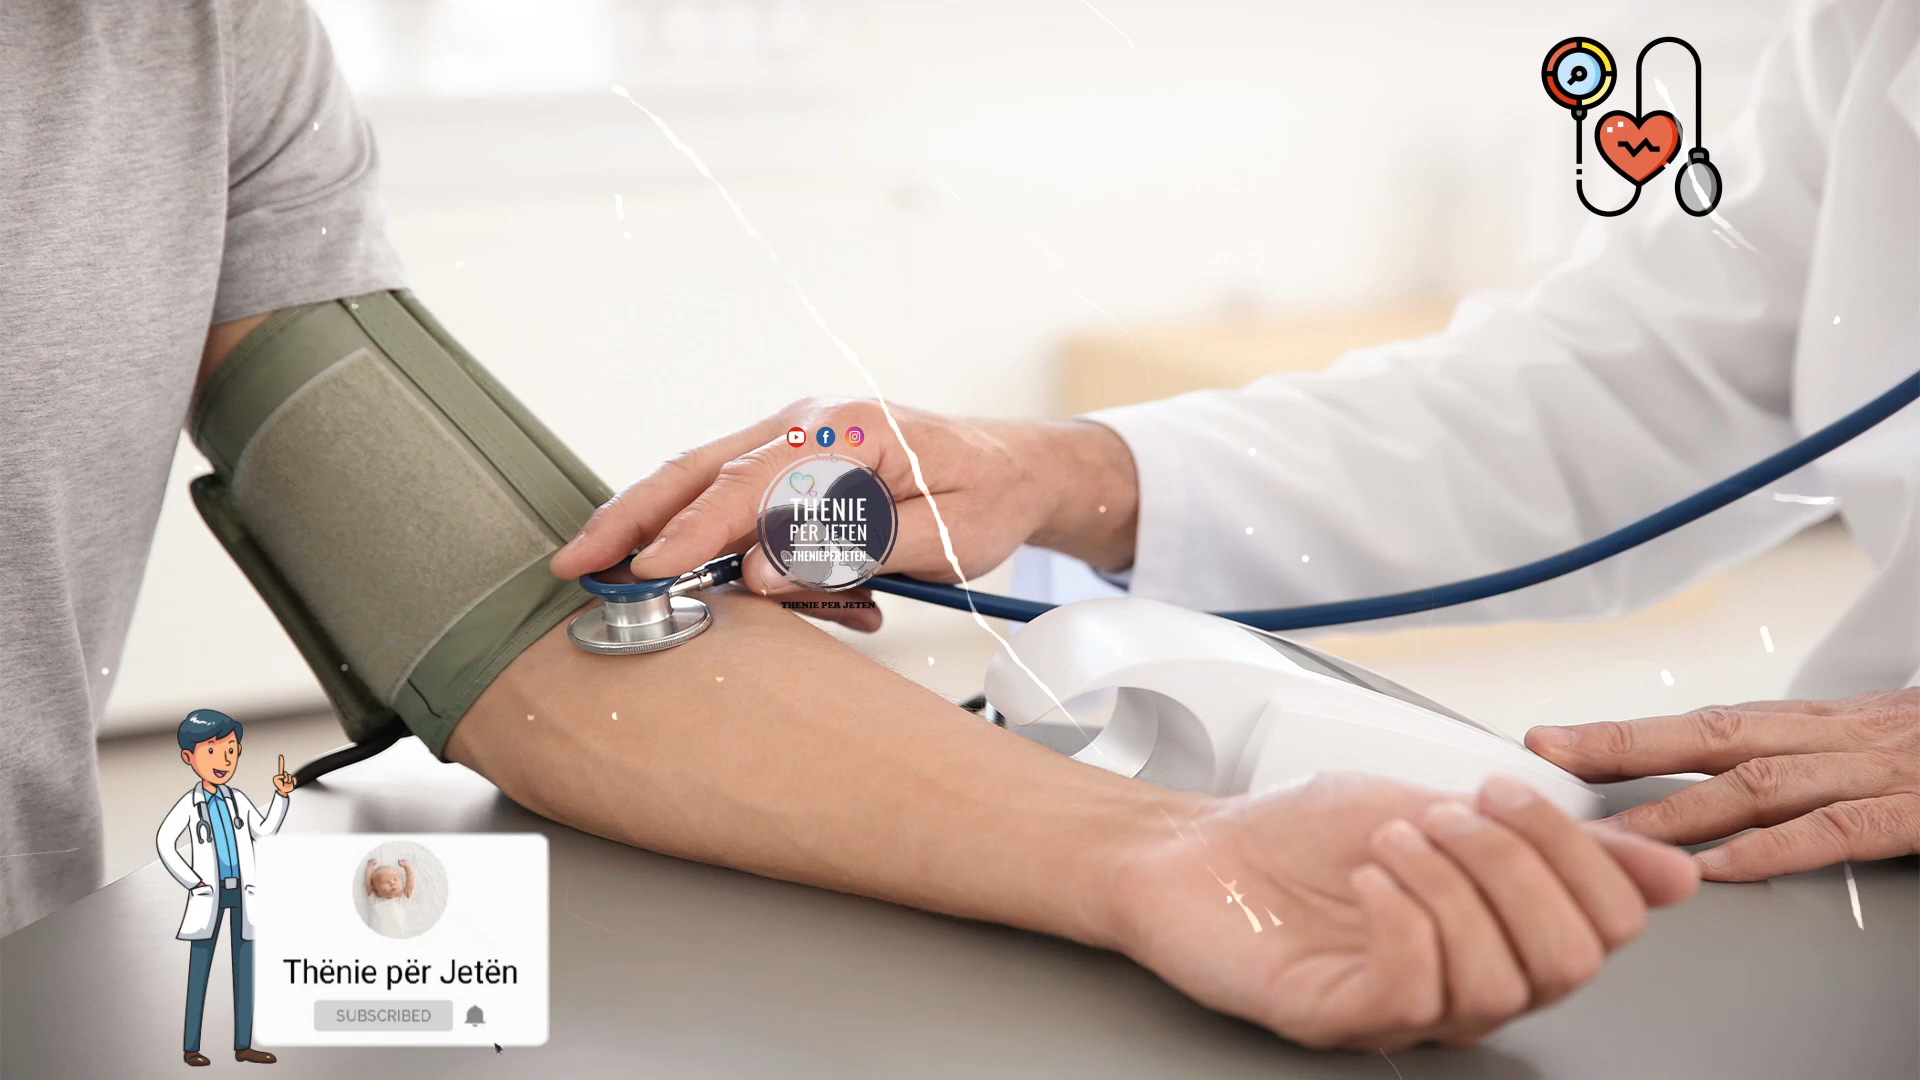 THENIE
PER JETEN
...THENIEPERJETEN...
THENIE PER JETEN
Thënie për Jetën
SUBSCRIBED